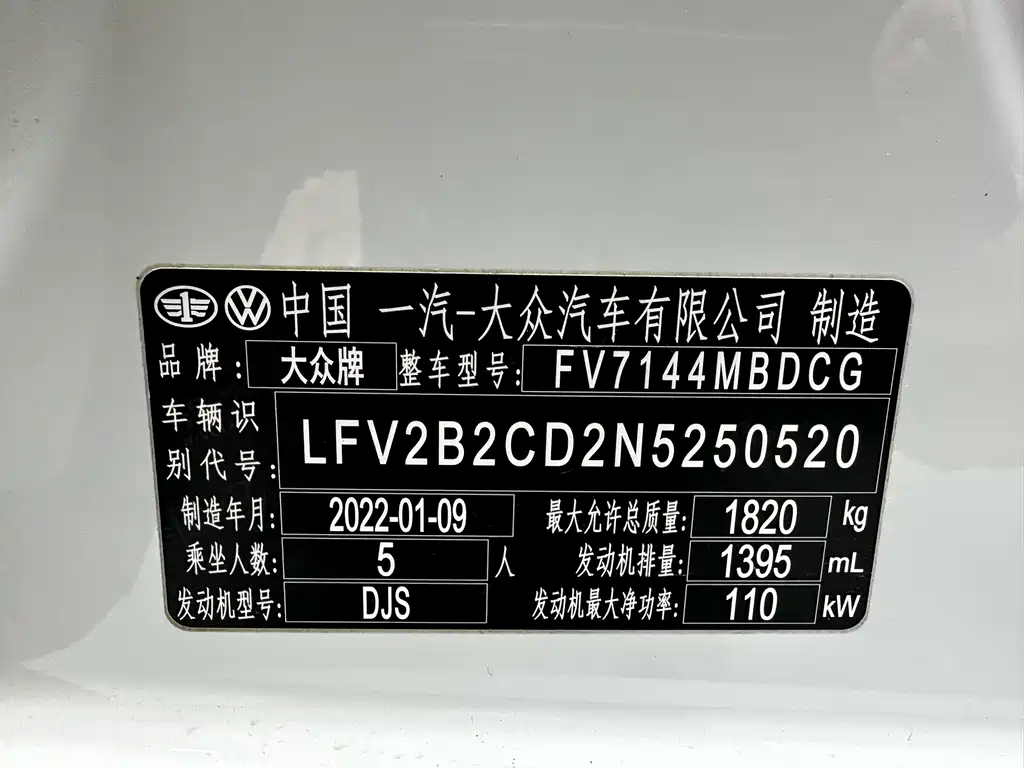 中国 一汽-大众汽车有限公司 制造
品牌: 大众牌 整车型号: FV7144MBDCG
车辆识
别代号: LFV2B2CD2N5250520
制造年月: 2022-01-09 最大允许总质量: 1820 kg
乘坐人数: 5 人 发动机排量: 1395 mL
发动机型号: DJS 发动机最大净功率: 110 kW